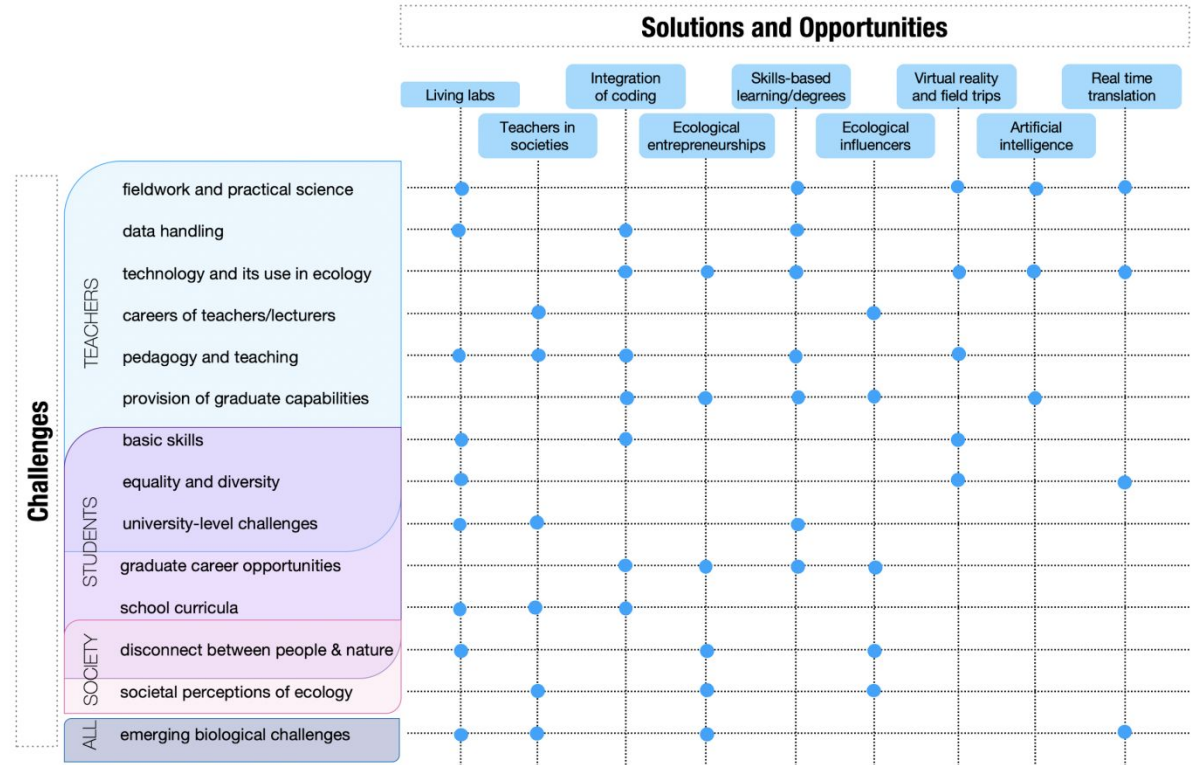 Solutions and Opportunities
Living labs
Teachers in
societies
Integration
of coding
Ecological
entrepreneurships
Skills-based
learning/degrees
Ecological
influencers
Virtual reality
and field trips
Artificial
intelligence
Real time
translation
Challenges
TEACHERS
fieldwork and practical science
data handling
technology and its use in ecology
careers of teachers/lecturers
pedagogy and teaching
provision of graduate capabilities
STUDENTS
basic skills
equality and diversity
university-level challenges
graduate career opportunities
school curricula
SOCIETY
disconnect between people & nature
societal perceptions of ecology
ALL
emerging biological challenges